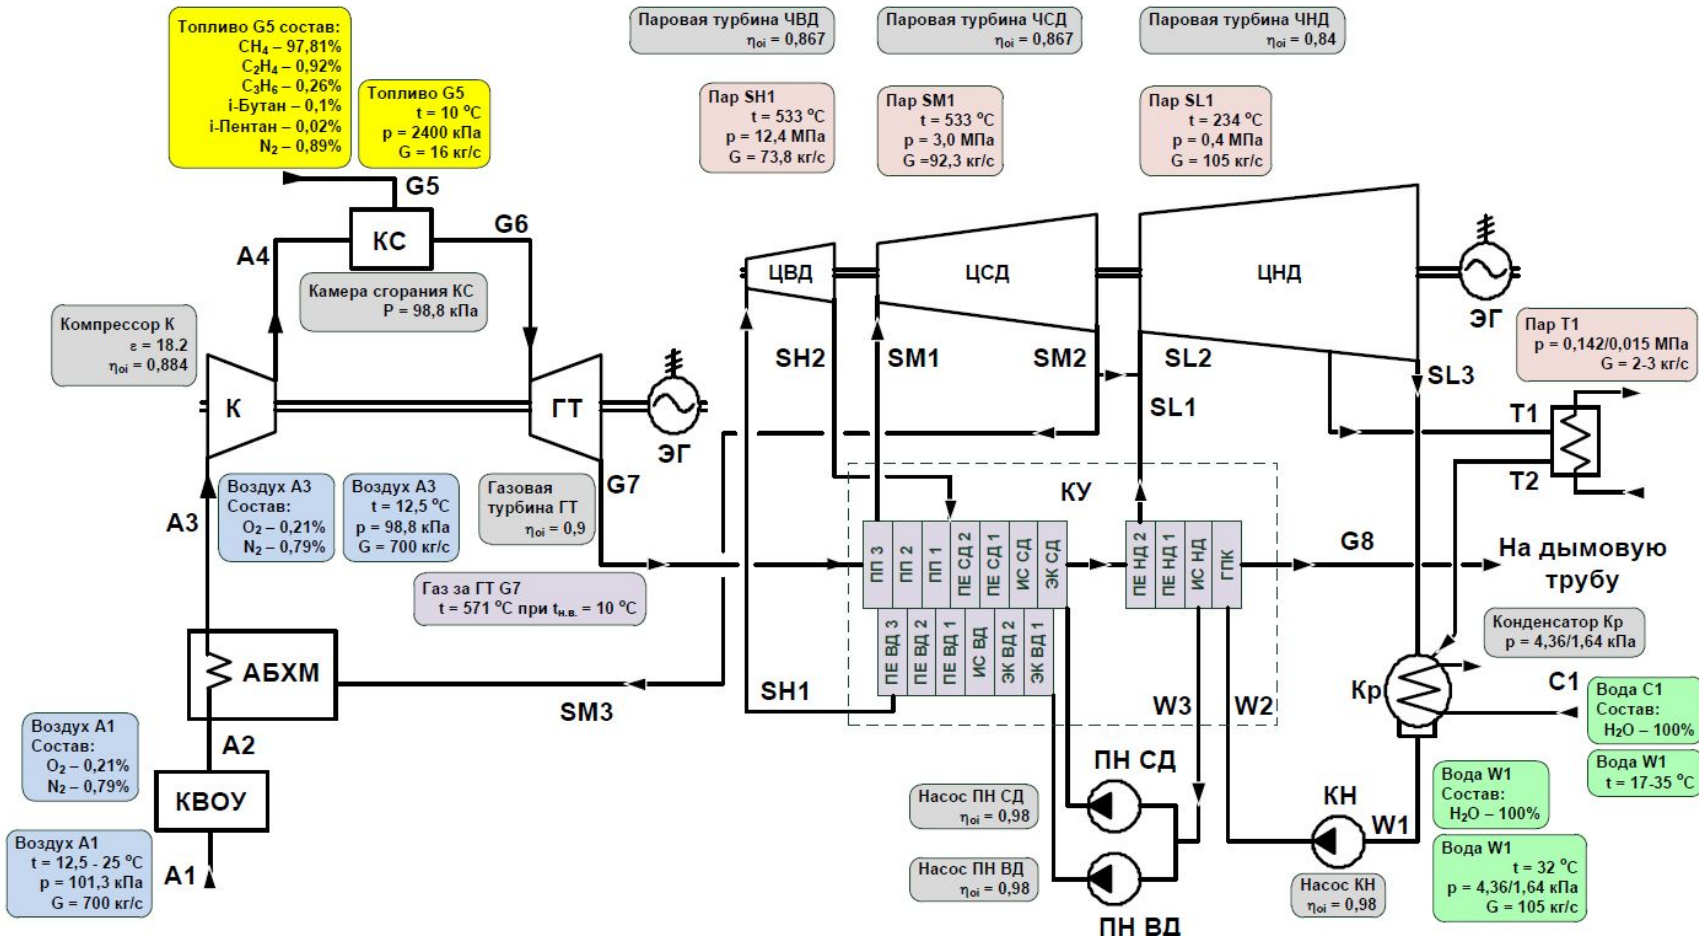 Топливо G5 состав:
CH₄ – 97,81%
C₂H₄ – 0,92%
C₃H₆ – 0,26%
i-Бутан – 0,1%
i-Пентан – 0,02%
N₂ – 0,89%
Топливо G5
t = 10 °C
p = 2400 кПа
G = 16 кг/с
Паровая турбина ЧВД
ηoi = 0,867
Паровая турбина ЧСД
ηoi = 0,867
Паровая турбина ЧНД
ηoi = 0,84
Пар SH1
t = 533 °C
p = 12,4 МПа
G = 73,8 кг/с
Пар SM1
t = 533 °C
p = 3,0 МПа
G =92,3 кг/с
Пар SL1
t = 234 °C
p = 0,4 МПа
G = 105 кг/с
G5
G6
A4
КС
Камера сгорания КС
P = 98,8 кПа
Компрессор К
ε = 18.2
ηoi = 0,884
К
ГТ
ЭГ
G7
A3
Воздух А3
Состав:
O₂ – 0,21%
N₂ – 0,79%
Воздух А3
t = 12,5 °C
p = 98,8 кПа
G = 700 кг/с
Газовая
турбина ГТ
ηoi = 0,9
Газ за ГТ G7
t = 571 °C при tн.в. = 10 °C
АБХМ
SM3
A2
Воздух А1
Состав:
O₂ – 0,21%
N₂ – 0,79%
КВОУ
Воздух А1
t = 12,5 - 25 °C
p = 101,3 кПа
G = 700 кг/с
A1
ЦВД
ЦСД
ЦНД
ЭГ
SH2
SM1
SM2
SL2
SL1
SL3
Пар Т1
p = 0,142/0,015 МПа
G = 2-3 кг/с
T1
T2
КУ
ПП 3
ПП 2
ПП 1
ПЕ СД 2
ПЕ СД 1
ИС СД
ЭК СД
ПЕ ВД 3
ПЕ ВД 2
ПЕ ВД 1
ИС ВД
ЭК ВД 2
ЭК ВД 1
ПЕ НД 2
ПЕ НД 1
ИС НД
ГПК
G8
На дымовую
трубу
SH1
W3
W2
Конденсатор Кр
p = 4,36/1,64 кПа
Кр
C1
Вода С1
Состав:
H₂O – 100%
Вода W1
t = 17-35 °C
ПН СД
Насос ПН СД
ηoi = 0,98
Насос ПН ВД
ηoi = 0,98
ПН ВД
КН
W1
Насос КН
ηoi = 0,98
Вода W1
Состав:
H₂O – 100%
Вода W1
t = 32 °C
p = 4,36/1,64 кПа
G = 105 кг/с